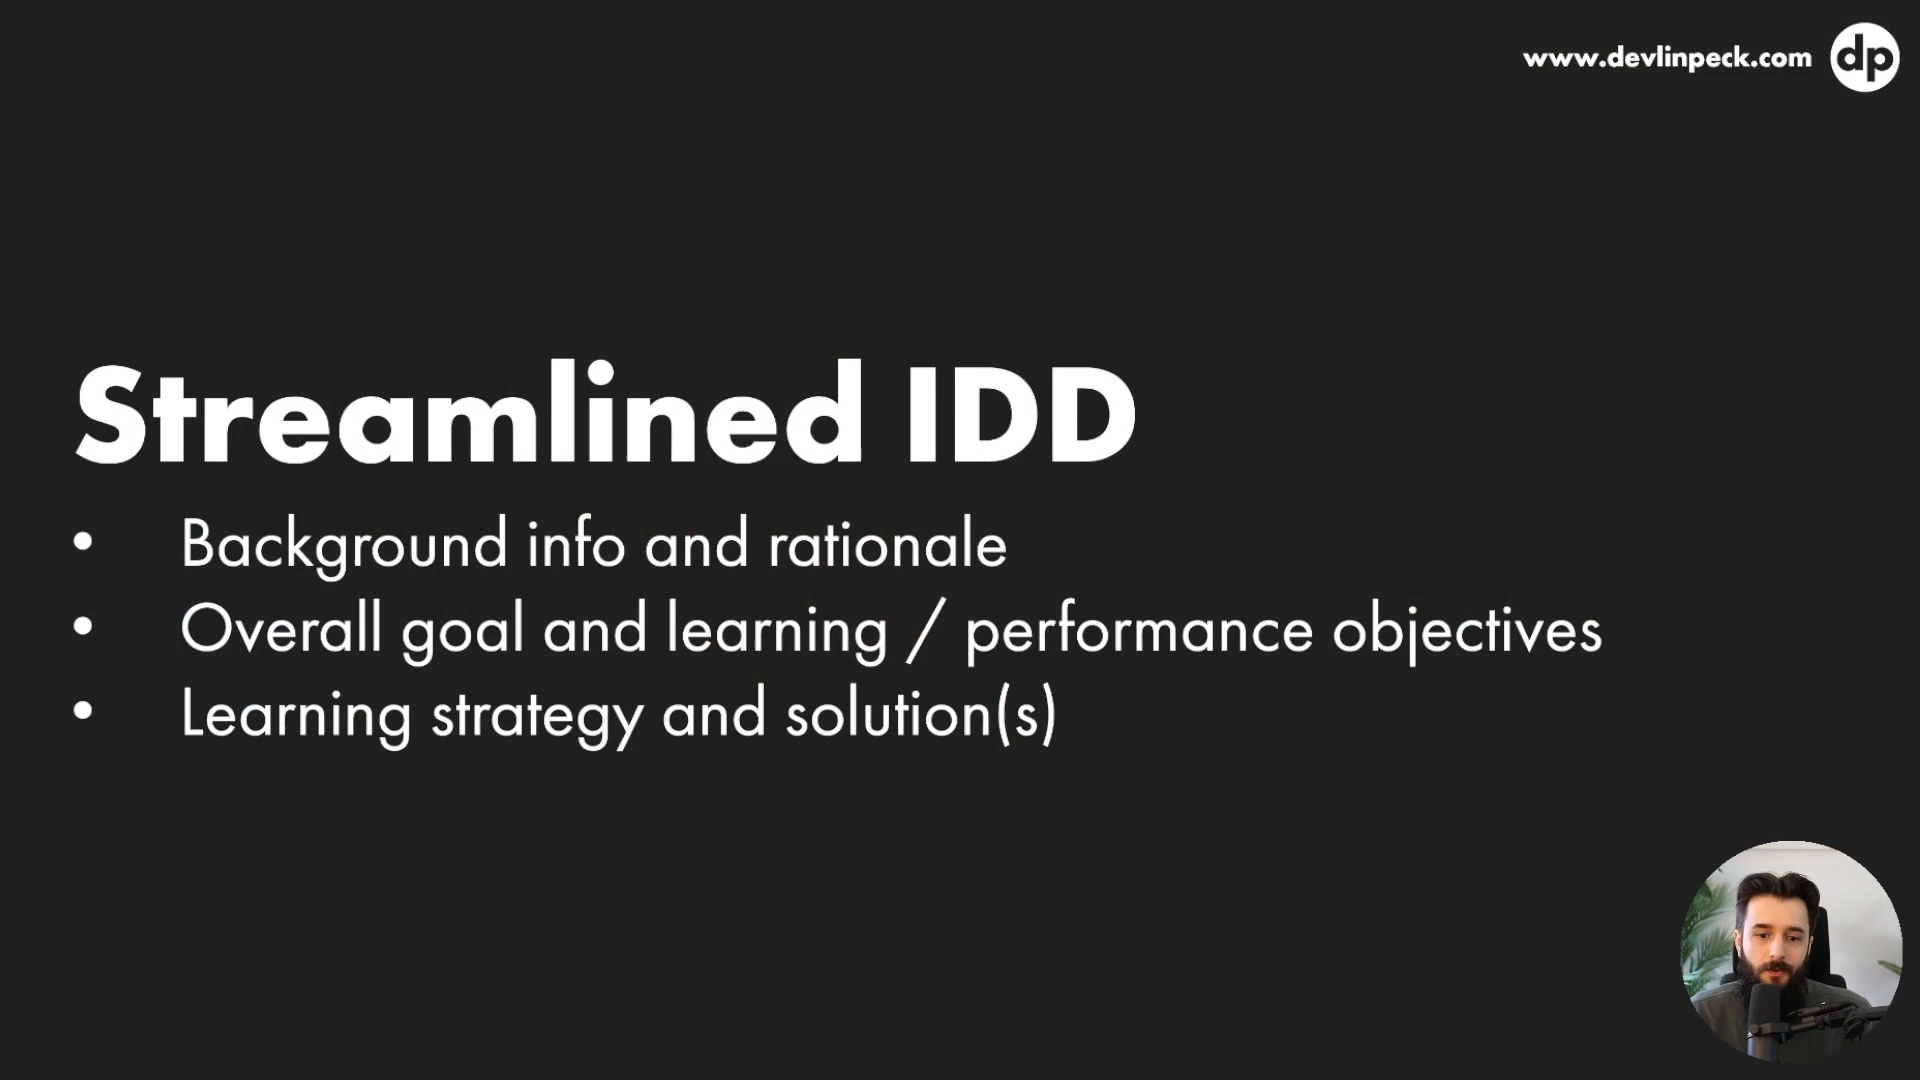 www.devlinpeck.com dp
Streamlined IDD
• Background info and rationale
• Overall goal and learning / performance objectives
• Learning strategy and solution(s)